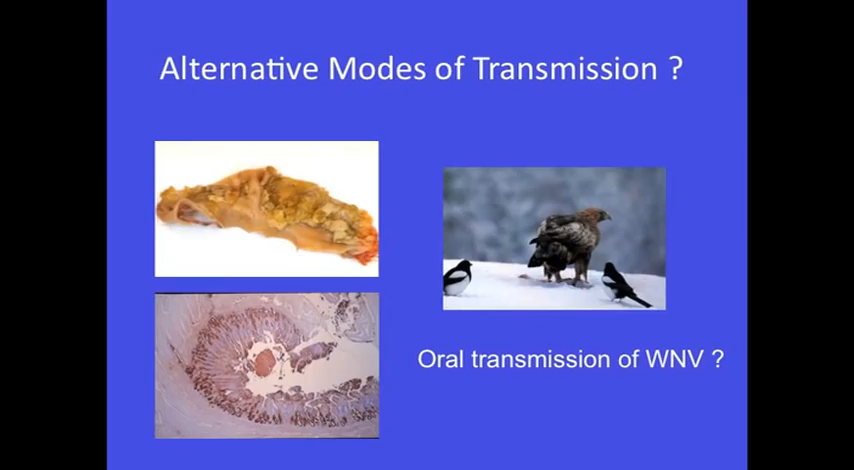 Alternative Modes of Transmission ?
Oral transmission of WNV ?